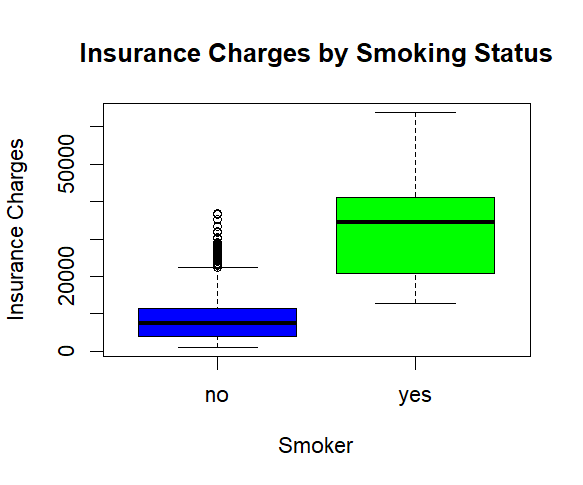 Insurance Charges by Smoking Status
Insurance Charges
50000
20000
0
no yes
Smoker